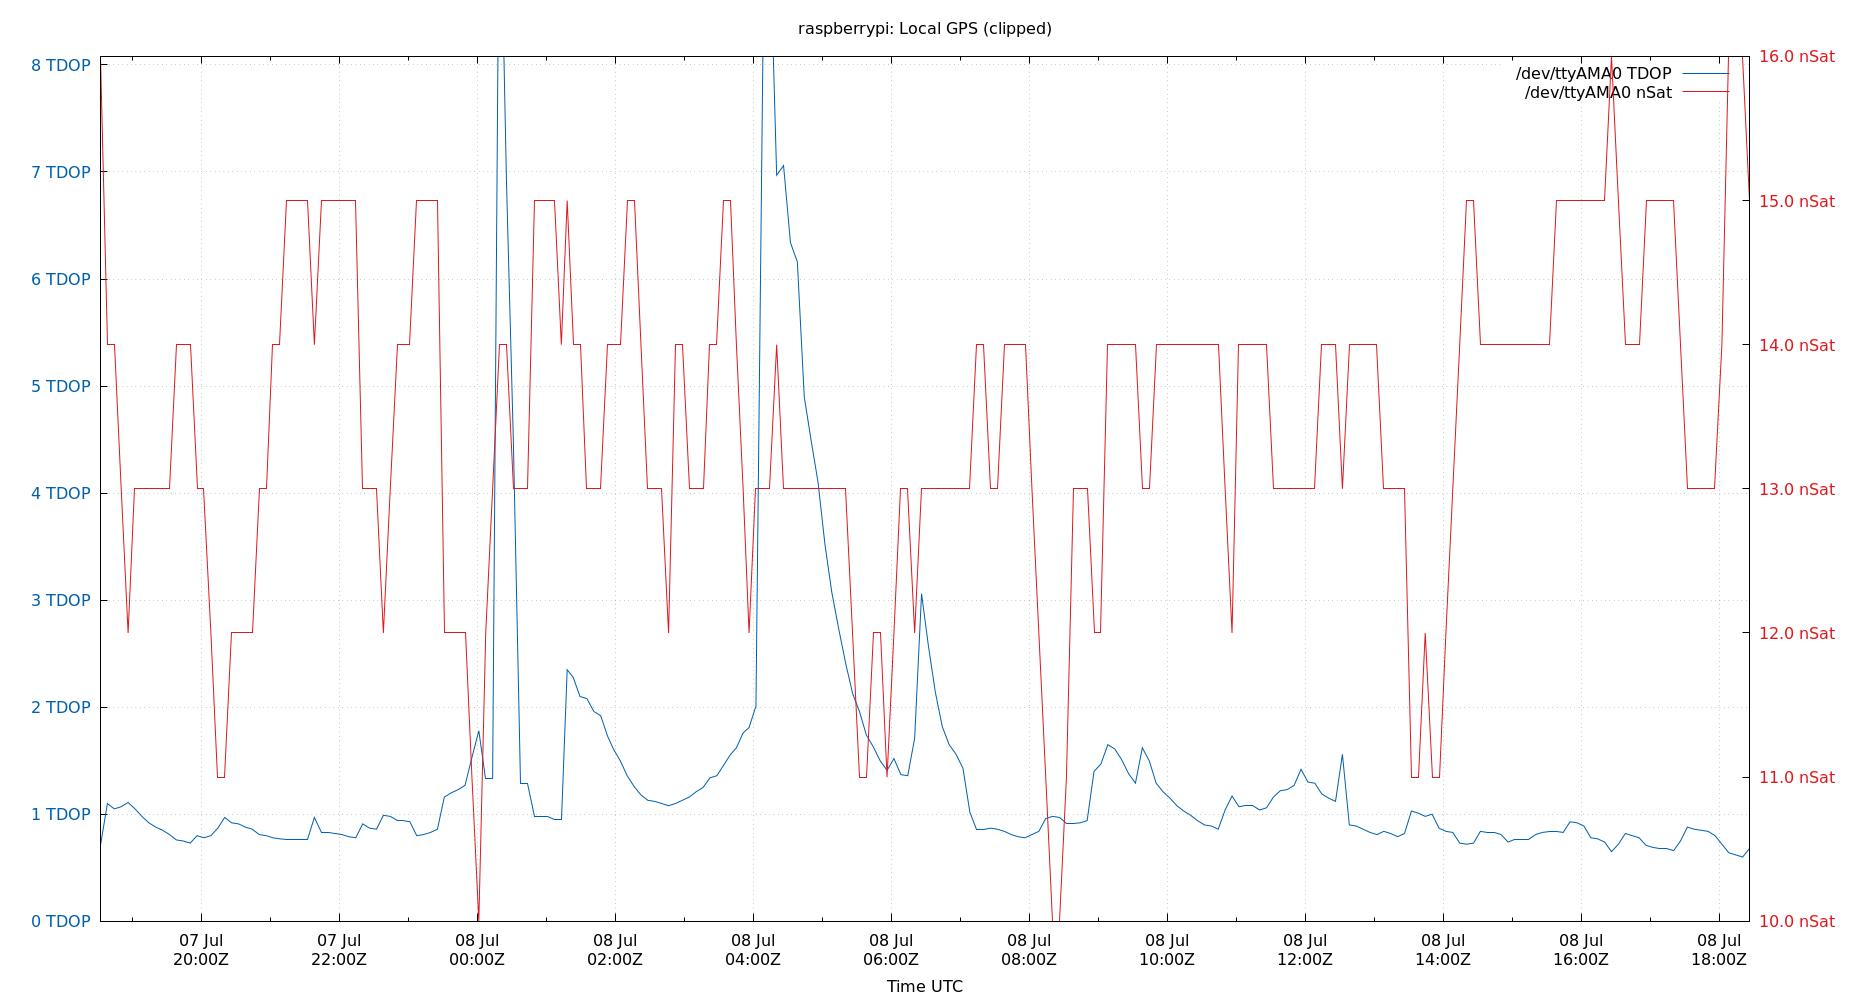 raspberrypi: Local GPS (clipped)
8 TDOP
7 TDOP
6 TDOP
5 TDOP
4 TDOP
3 TDOP
2 TDOP
1 TDOP
0 TDOP
16.0 nSat
15.0 nSat
14.0 nSat
13.0 nSat
12.0 nSat
11.0 nSat
10.0 nSat
/dev/ttyAMA0 TDOP
/dev/ttyAMA0 nSat
07 Jul 07 Jul 08 Jul 08 Jul 08 Jul 08 Jul 08 Jul 08 Jul 08 Jul 08 Jul 08 Jul 08 Jul
20:00Z 22:00Z 00:00Z 02:00Z 04:00Z 06:00Z 08:00Z 10:00Z 12:00Z 14:00Z 16:00Z 18:00Z
Time UTC